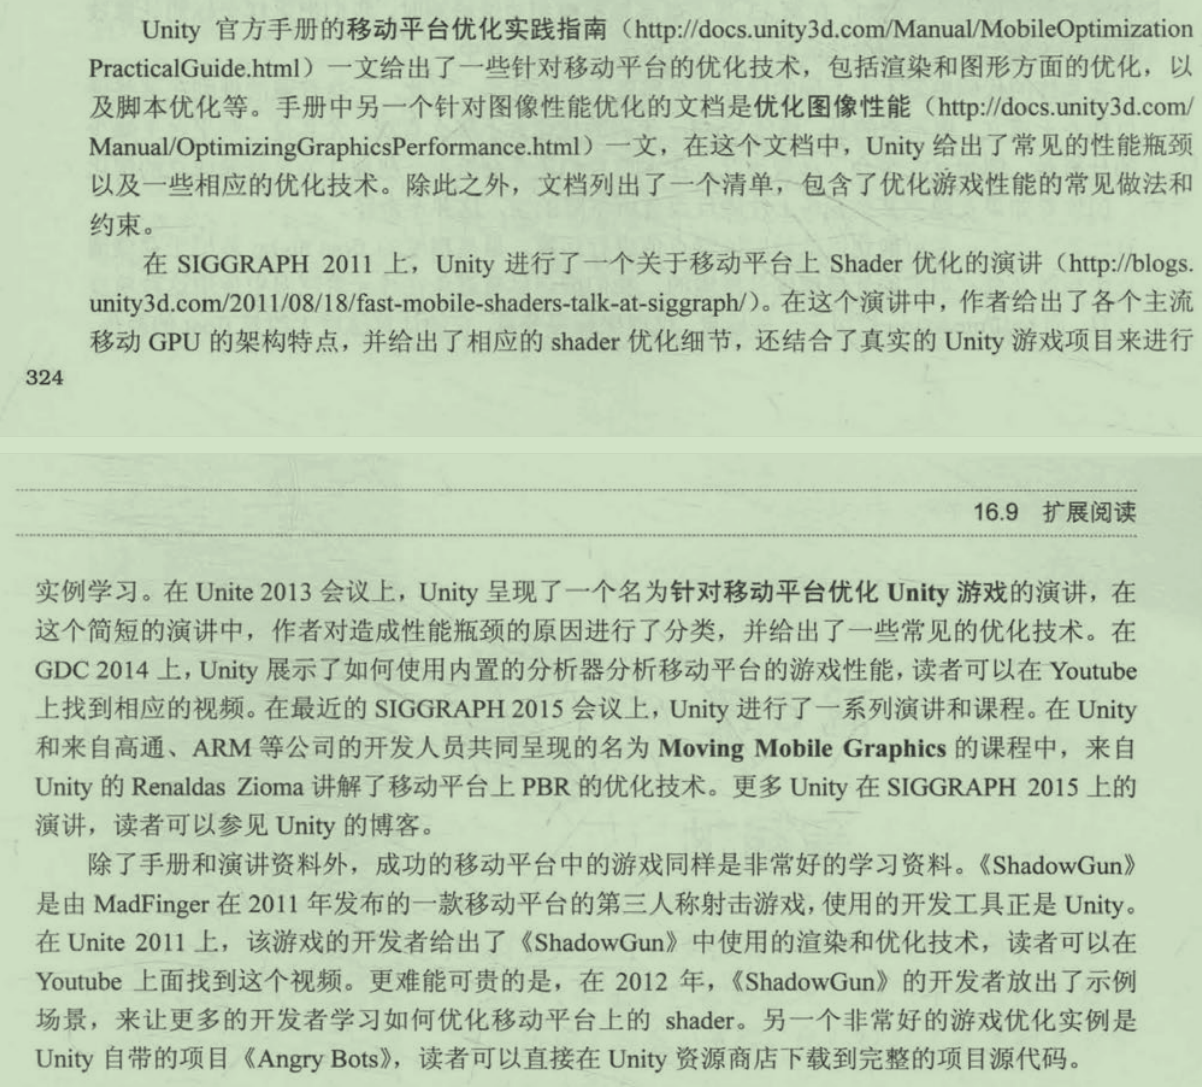 Unity 官方手册的移动平台优化实践指南（http://docs.unity3d.com/Manual/MobileOptimization
PracticalGuide.html）一文给出了一些针对移动平台的优化技术，包括渲染和图形方面的优化，以
及脚本优化等。手册中另一个针对图像性能优化的文档是优化图像性能（http://docs.unity3d.com/
Manual/OptimizingGraphicsPerformance.html）一文，在这个文档中，Unity 给出了常见的性能瓶颈
以及一些相应的优化技术。除此之外，文档列出了一个清单，包含了优化游戏性能的常见做法和
约束。
在 SIGGRAPH 2011 上，Unity 进行了一个关于移动平台上 Shader 优化的演讲（http://blogs.
unity3d.com/2011/08/18/fast-mobile-shaders-talk-at-siggraph/）。在这个演讲中，作者给出了各个主流
移动 GPU 的架构特点，并给出了相应的 shader 优化细节，还结合了真实的 Unity 游戏项目来进行
324
16.9 扩展阅读
实例学习。在 Unite 2013 会议上，Unity 呈现了一个名为针对移动平台优化 Unity 游戏的演讲，在
这个简短的演讲中，作者对造成性能瓶颈的原因进行了分类，并给出了一些常见的优化技术。在
GDC 2014 上，Unity 展示了如何使用内置的分析器分析移动平台的游戏性能，读者可以在 Youtube
上找到相应的视频。在最近的 SIGGRAPH 2015 会议上，Unity 进行了一系列演讲和课程。在 Unity
和来自高通、ARM 等公司的开发人员共同呈现的名为 Moving Mobile Graphics 的课程中，来自
Unity 的 Renaldas Zioma 讲解了移动平台上 PBR 的优化技术。更多 Unity 在 SIGGRAPH 2015 上的
演讲，读者可以参见 Unity 的博客。
除了手册和演讲资料外，成功的移动平台中的游戏同样是非常好的学习资料。《ShadowGun》
是由 MadFinger 在 2011 年发布的一款移动平台的第三人称射击游戏，使用的开发工具正是 Unity。
在 Unite 2011 上，该游戏的开发者给出了《ShadowGun》中使用的渲染和优化技术，读者可以在
Youtube 上面找到这个视频。更难能可贵的是，在 2012 年，《ShadowGun》的开发者放出了示例
场景，来让更多的开发者学习如何优化移动平台上的 shader。另一个非常好的游戏优化实例是
Unity 自带的项目《Angry Bots》，读者可以直接在 Unity 资源商店下载到完整的项目源代码。